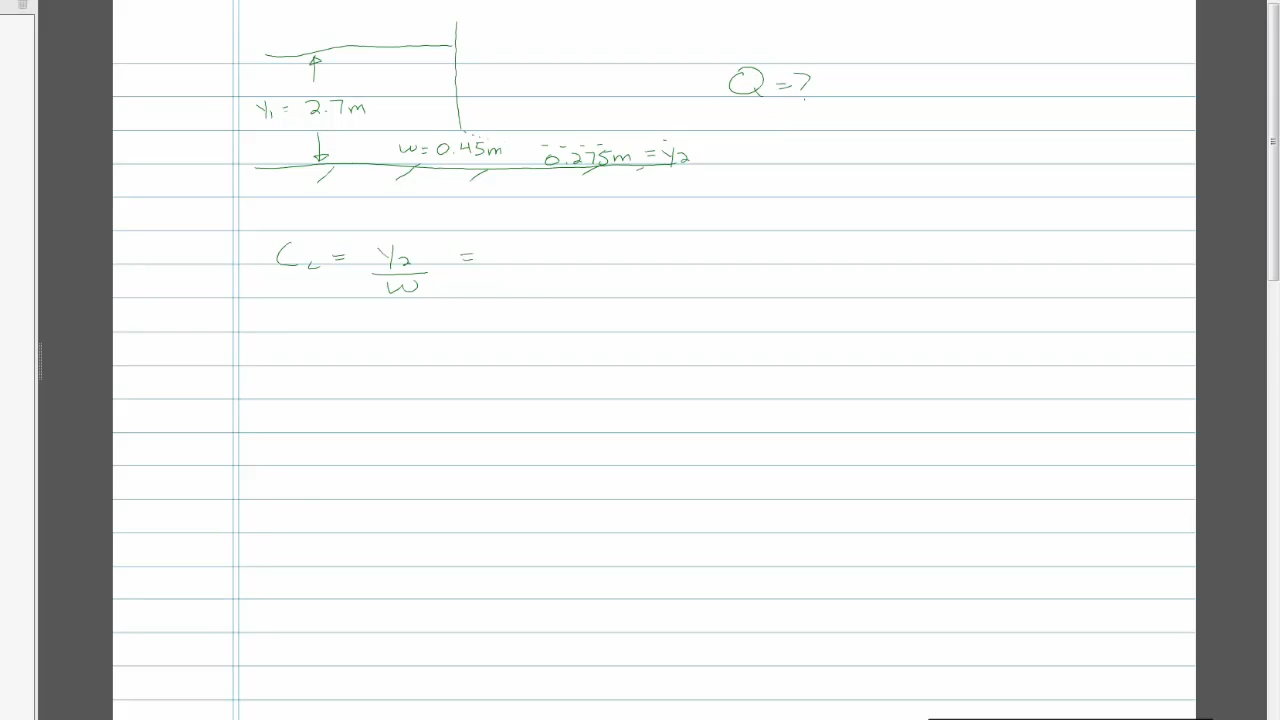 Q = ?
y₁ = 2.7m
w = 0.45m 0.275m = y₂
C_c = y₂ / w =